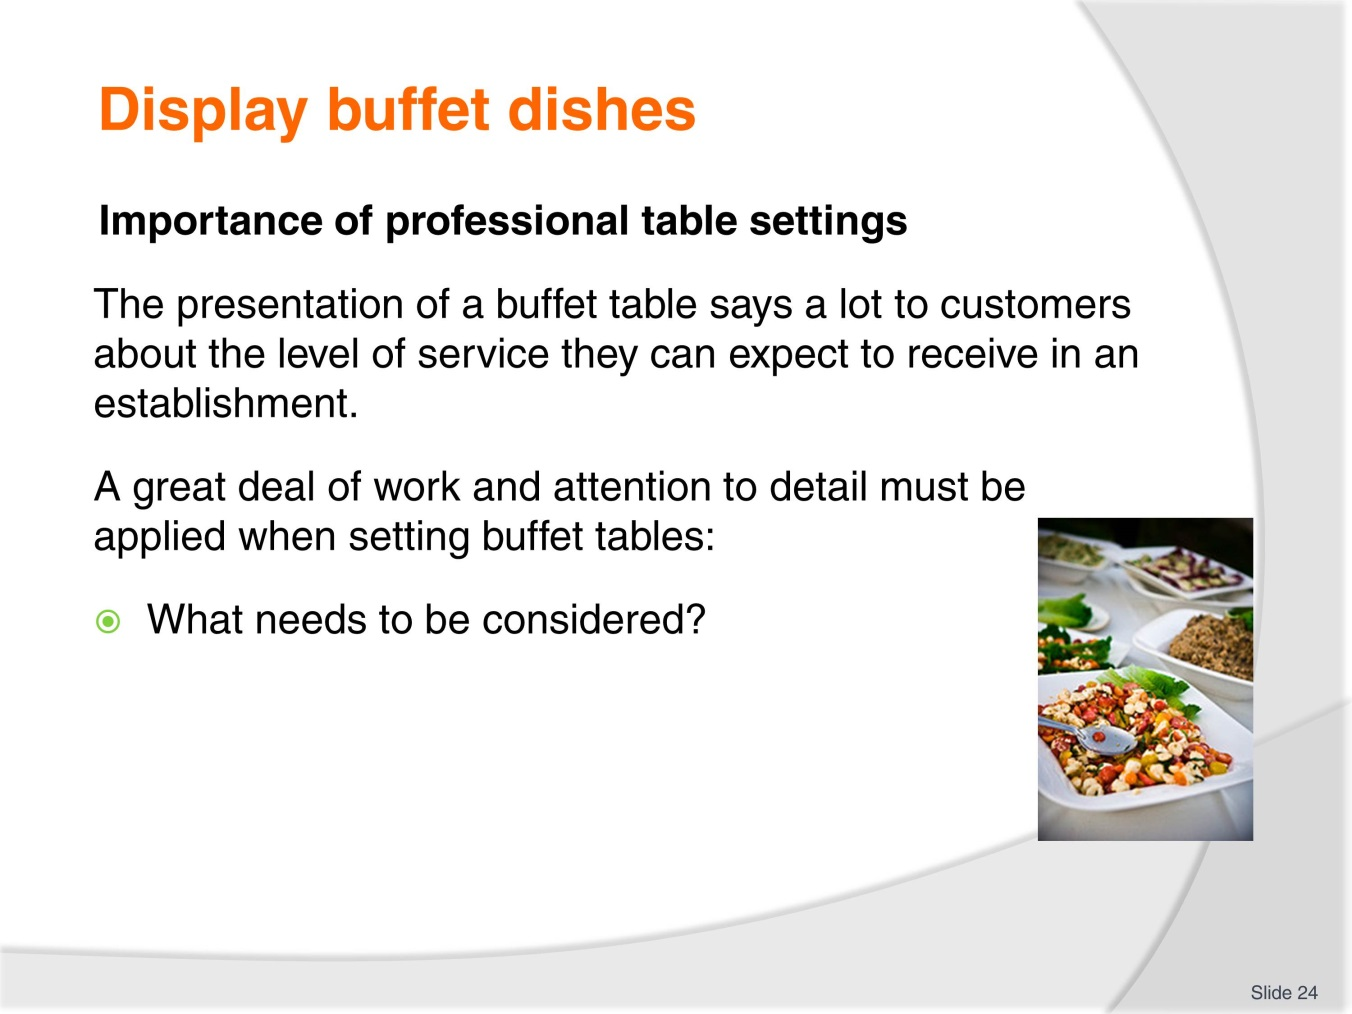 Display buffet dishes
Importance of professional table settings
The presentation of a buffet table says a lot to customers
about the level of service they can expect to receive in an
establishment.
A great deal of work and attention to detail must be
applied when setting buffet tables:
What needs to be considered?
Slide 24